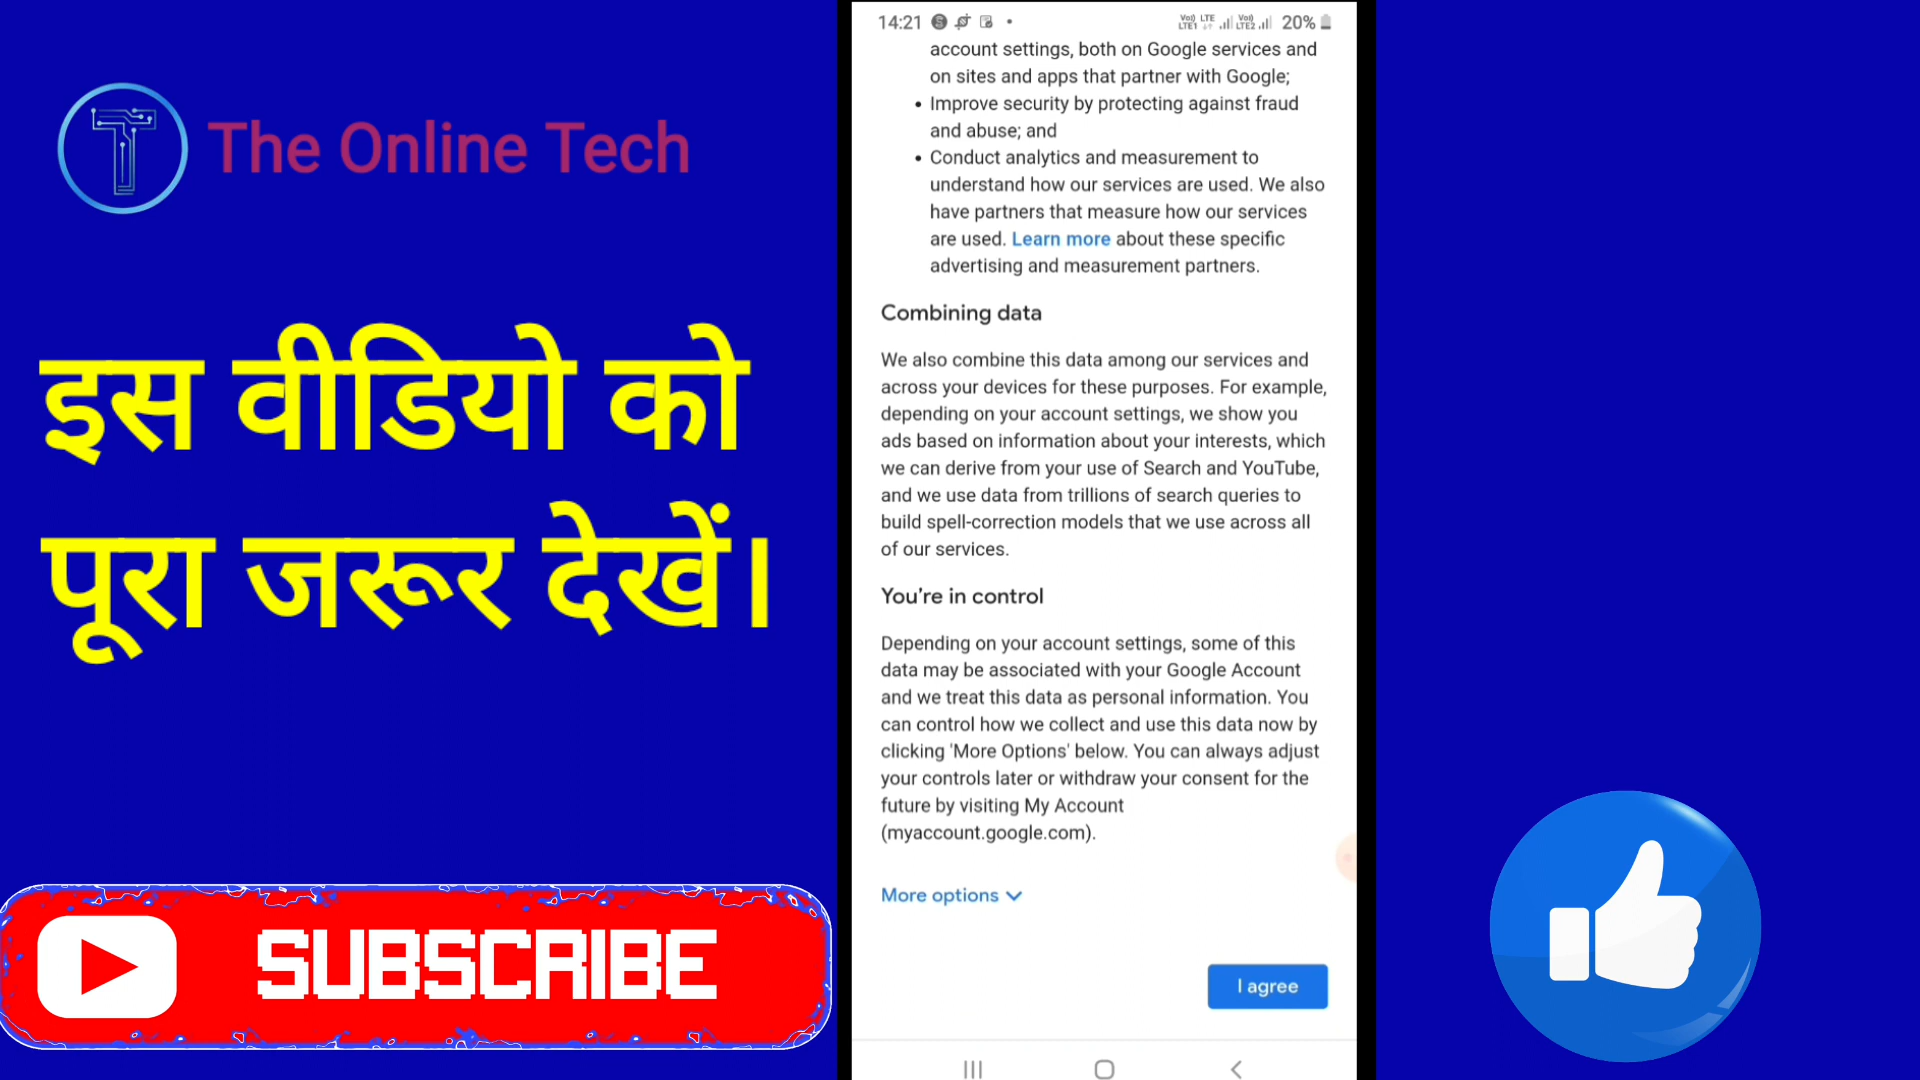 The Online Tech
इस वीडियो को
पूरा जरूर देखें।
SUBSCRIBE
14:21
Vo) LTE
LTE1
Vo)
LTE2
20%
account settings, both on Google services and
on sites and apps that partner with Google;
• Improve security by protecting against fraud
and abuse; and
• Conduct analytics and measurement to
understand how our services are used. We also
have partners that measure how our services
are used. Learn more about these specific
advertising and measurement partners.
Combining data
We also combine this data among our services and
across your devices for these purposes. For example,
depending on your account settings, we show you
ads based on information about your interests, which
we can derive from your use of Search and YouTube,
and we use data from trillions of search queries to
build spell-correction models that we use across all
of our services.
You’re in control
Depending on your account settings, some of this
data may be associated with your Google Account
and we treat this data as personal information. You
can control how we collect and use this data now by
clicking 'More Options' below. You can always adjust
your controls later or withdraw your consent for the
future by visiting My Account
(myaccount.google.com).
More options
I agree